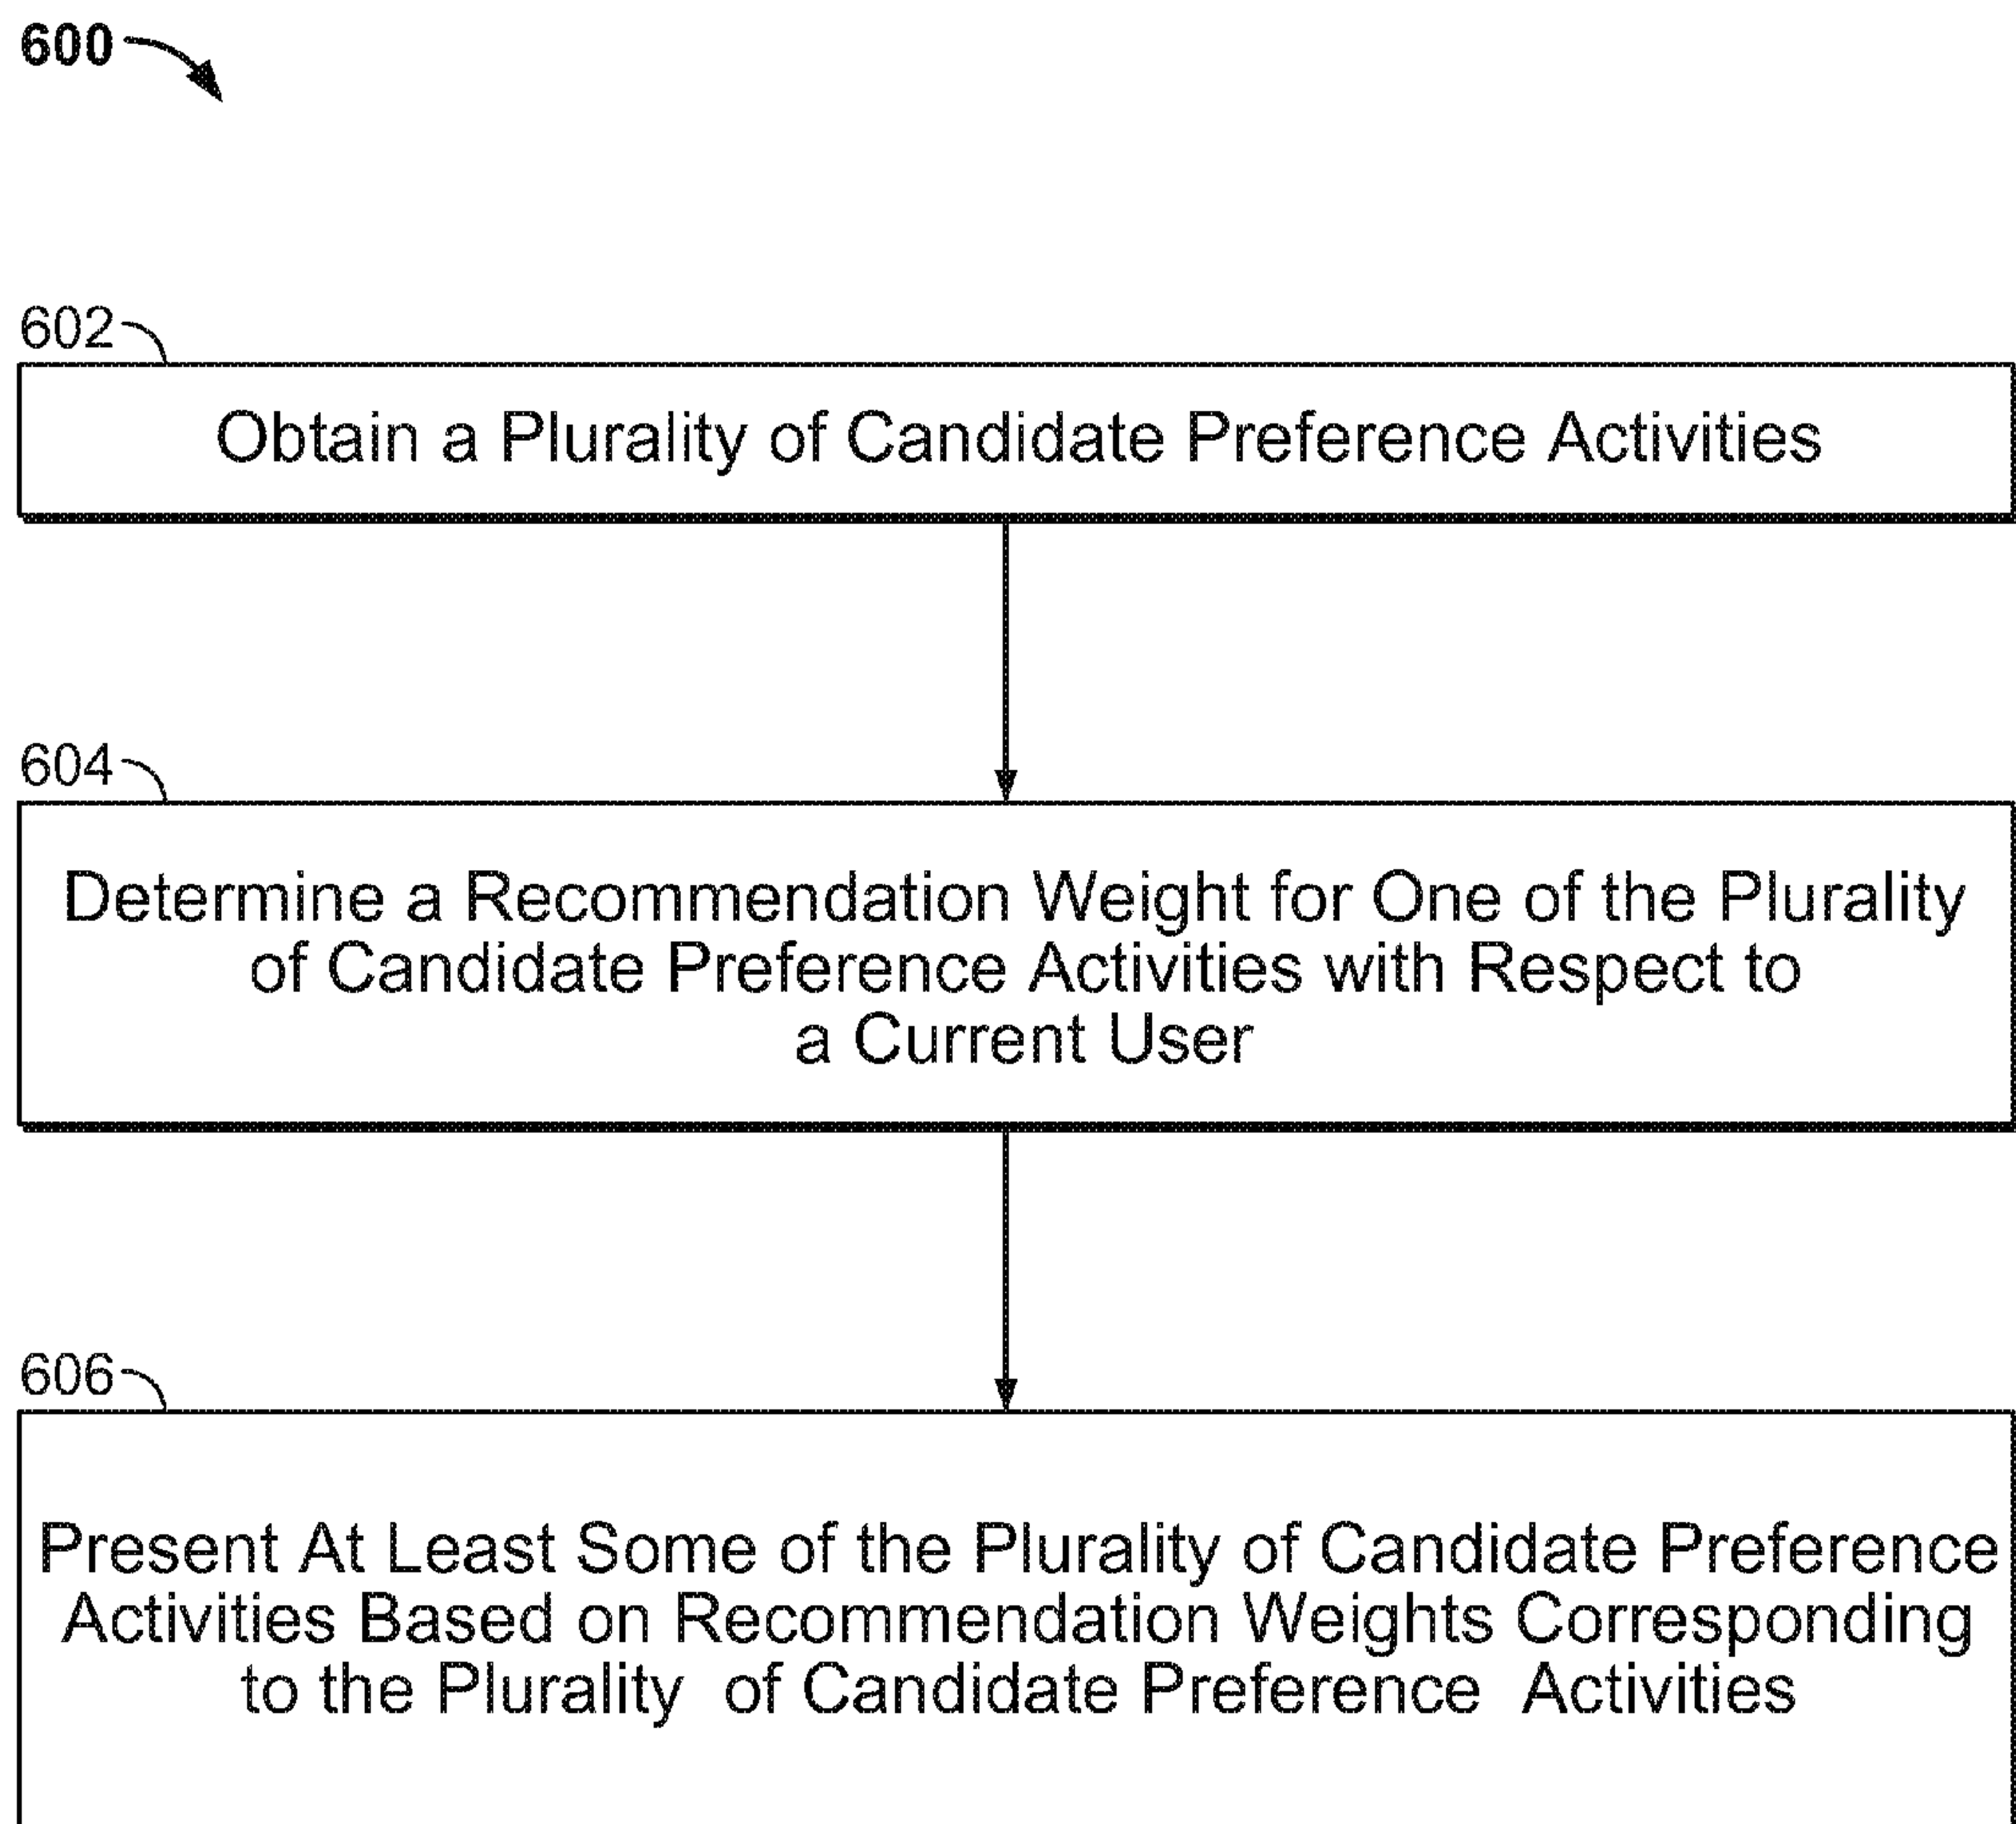 600
602
Obtain a Plurality of Candidate Preference Activities
604
Determine a Recommendation Weight for One of the Plurality
of Candidate Preference Activities with Respect to
a Current User
606
Present At Least Some of the Plurality of Candidate Preference
Activities Based on Recommendation Weights Corresponding
to the Plurality of Candidate Preference Activities